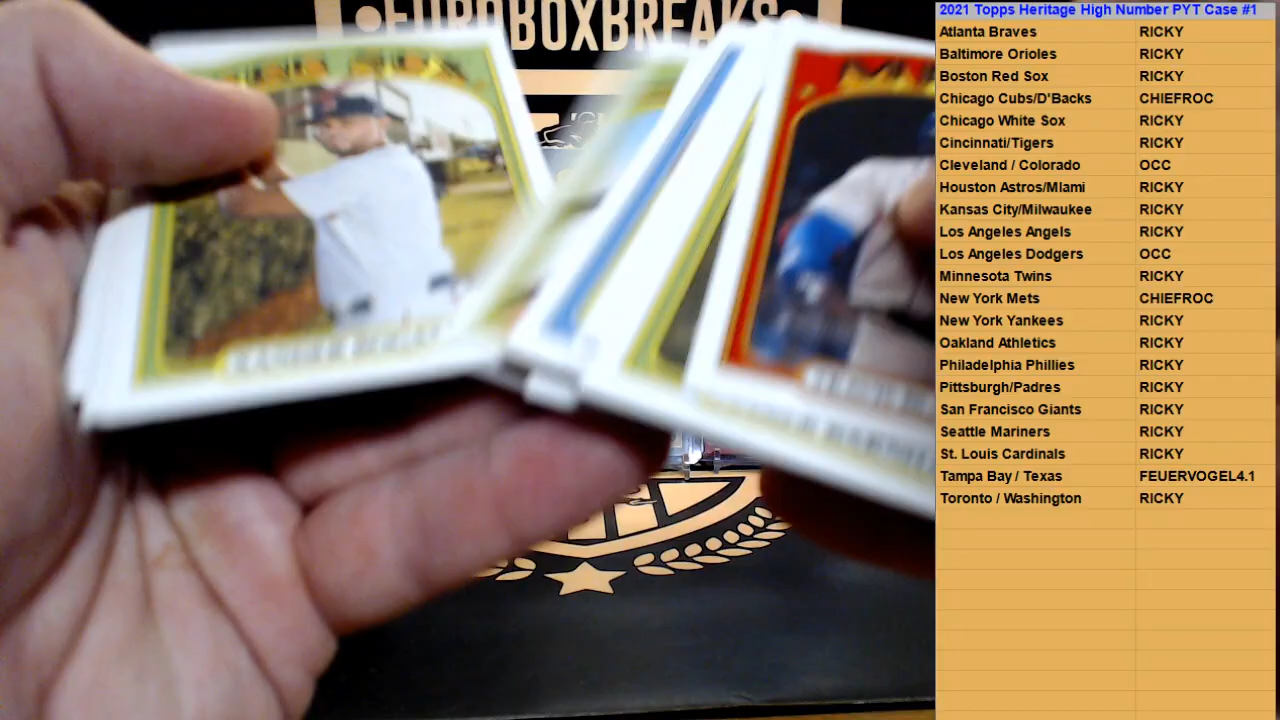 EUROBOXBREAKS
2021 Topps Heritage High Number PYT Case #1
Atlanta Braves RICKY
Baltimore Orioles RICKY
Boston Red Sox RICKY
Chicago Cubs/D'Backs CHIEFROC
Chicago White Sox RICKY
Cincinnati/Tigers RICKY
Cleveland / Colorado OCC
Houston Astros/MIami RICKY
Kansas City/Milwaukee RICKY
Los Angeles Angels RICKY
Los Angeles Dodgers OCC
Minnesota Twins RICKY
New York Mets CHIEFROC
New York Yankees RICKY
Oakland Athletics RICKY
Philadelphia Phillies RICKY
Pittsburgh/Padres RICKY
San Francisco Giants RICKY
Seattle Mariners RICKY
St. Louis Cardinals RICKY
Tampa Bay / Texas FEUERVOGEL4.1
Toronto / Washington RICKY